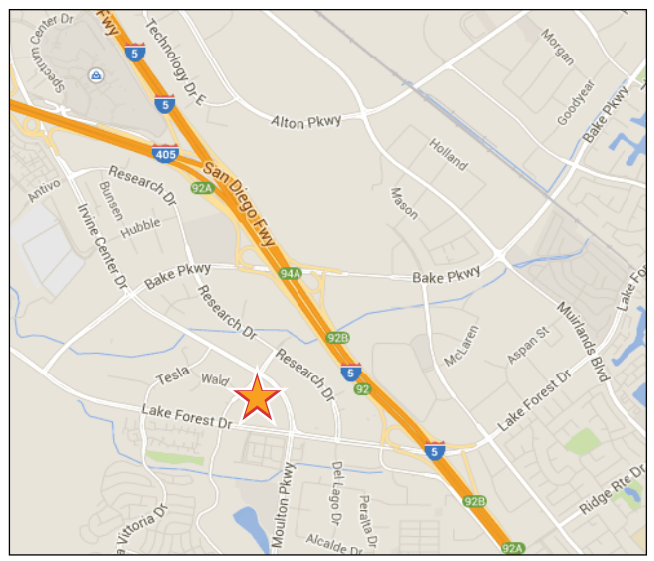 Fwy
Spectrum Center Dr
Technology Dr E
5
Morgan
Goodyear
Bake Pkwy
5
Alton Pkwy
405
San Diego Fwy
92A
Holland
Mason
Antivo
Research Dr
Bunsen
Hubble
Irvine Center Dr
Bake Pkwy
94A
Bake Pkwy
Lake Fo
Research Dr
92B
Muirlands Blvd
McLaren
Aspan St
Research Dr
5
92
Tesla
Wald
Lake Forest Dr
Lake Forest Dr
5
Moulton Pkwy
Del Lago Dr
Peralta Dr
92B
Ridge Rte Dr
a Vittoria Dr
Alcalde Dr
92A